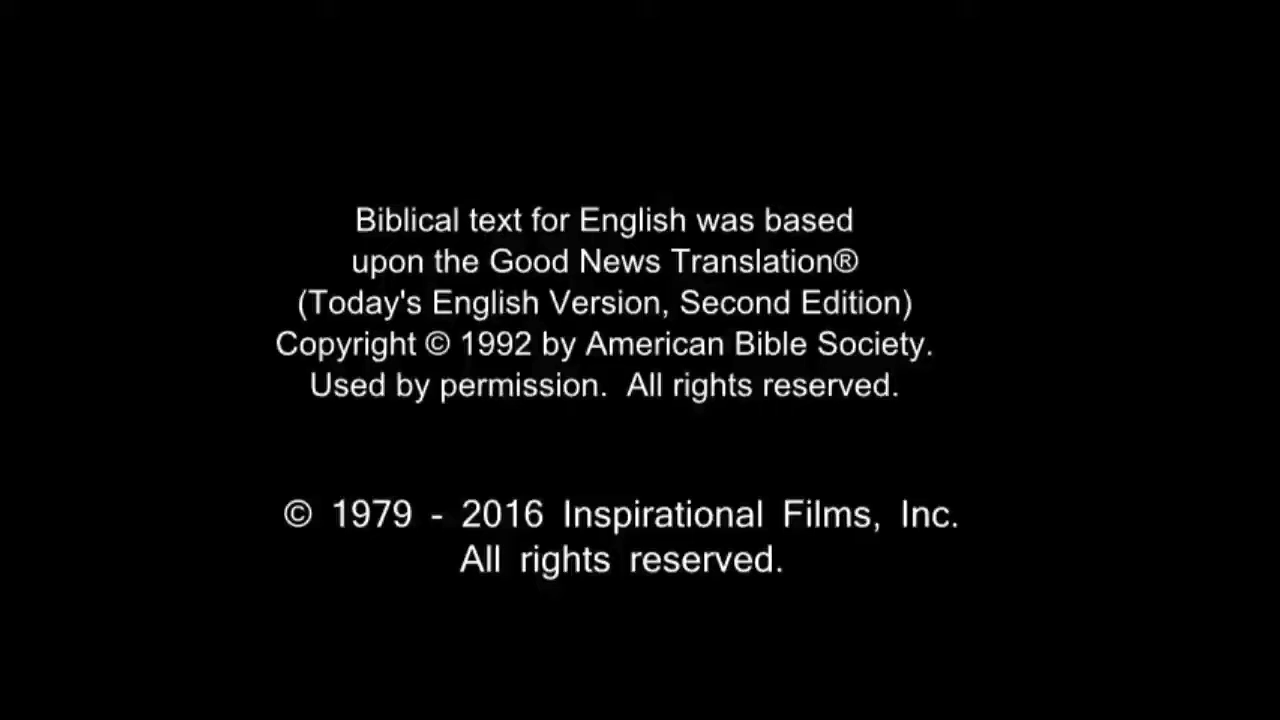 Biblical text for English was based
upon the Good News Translation®
(Today's English Version, Second Edition)
Copyright © 1992 by American Bible Society.
Used by permission.  All rights reserved.
© 1979 - 2016 Inspirational Films, Inc.
All rights reserved.